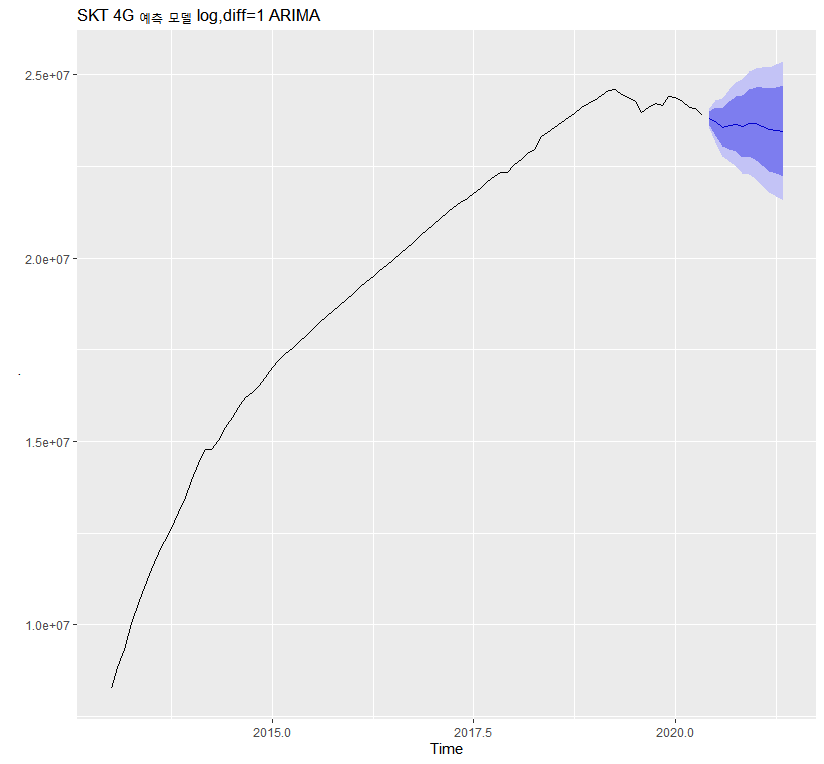 SKT 4G 예측 모델 log,diff=1 ARIMA
2.5e+07
2.0e+07
.
1.5e+07
1.0e+07
2015.0
2017.5
2020.0
Time